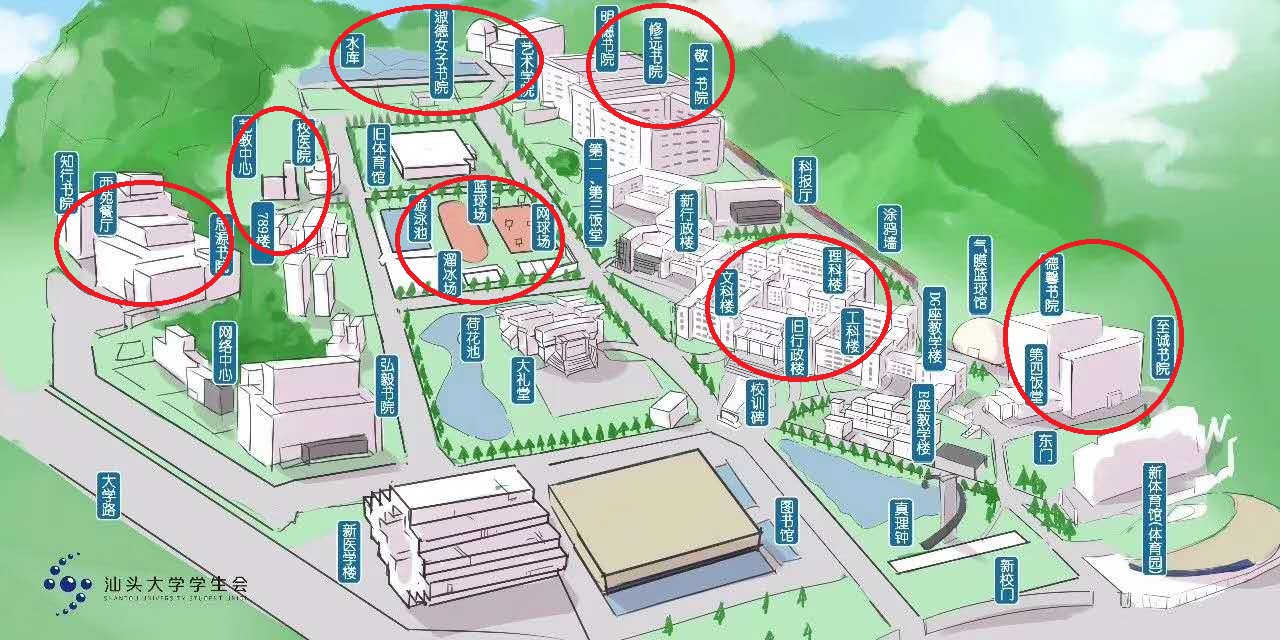 水库
淑德女子书院
艺术学院
明德书院
修远书院
敬一书院
校医院
旧体育馆
知行书院
西苑餐厅
思源书院
789楼
游泳池
篮球场
网球场
溜冰场
第二、第三饭堂
科报厅
新行政楼
涂鸦墙
文科楼
理科楼
旧行政楼
工科楼
气膜篮球馆
德馨书院
至诚书院
第四饭堂
D座教学楼
E座教学楼
网络中心
弘毅书院
荷花池
大礼堂
校训碑
东门
大学路
新医学楼
图书馆
真理钟
新校门
新体育馆(体育园)
汕头大学学生会
SHANTOU UNIVERSITY STUDENT UNION